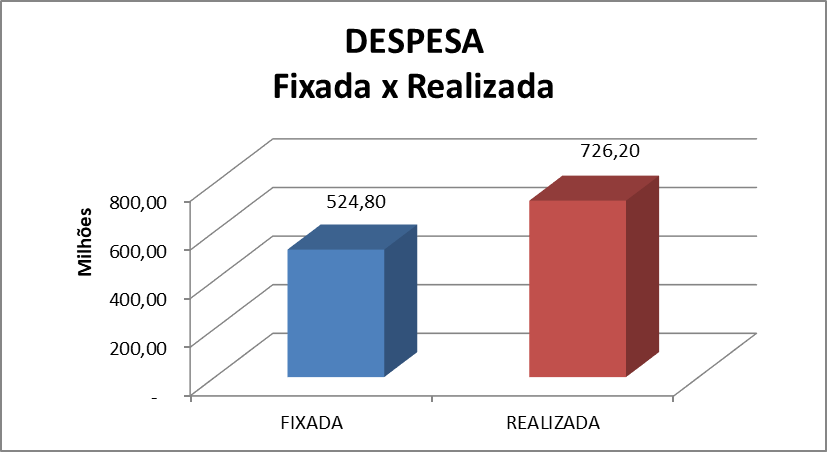 DESPESA
Fixada x Realizada
Milhões
800,00
600,00
400,00
200,00
-
524,80
726,20
FIXADA
REALIZADA